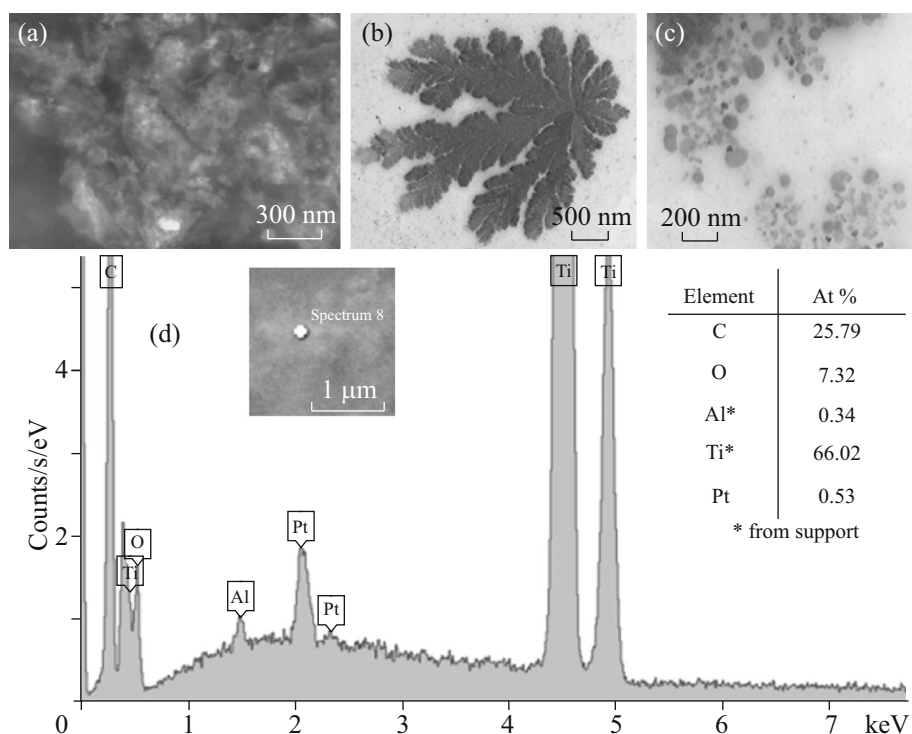 (a)
300 nm
(b)
500 nm
(c)
200 nm
(d)
Spectrum 8
1 μm
C
Ti
O
Al
Pt
Pt
Ti
Ti
Element At %
C 25.79
O 7.32
Al* 0.34
Ti* 66.02
Pt 0.53
* from support
Counts/s/eV
4
2
0 1 2 3 4 5 6 7 keV